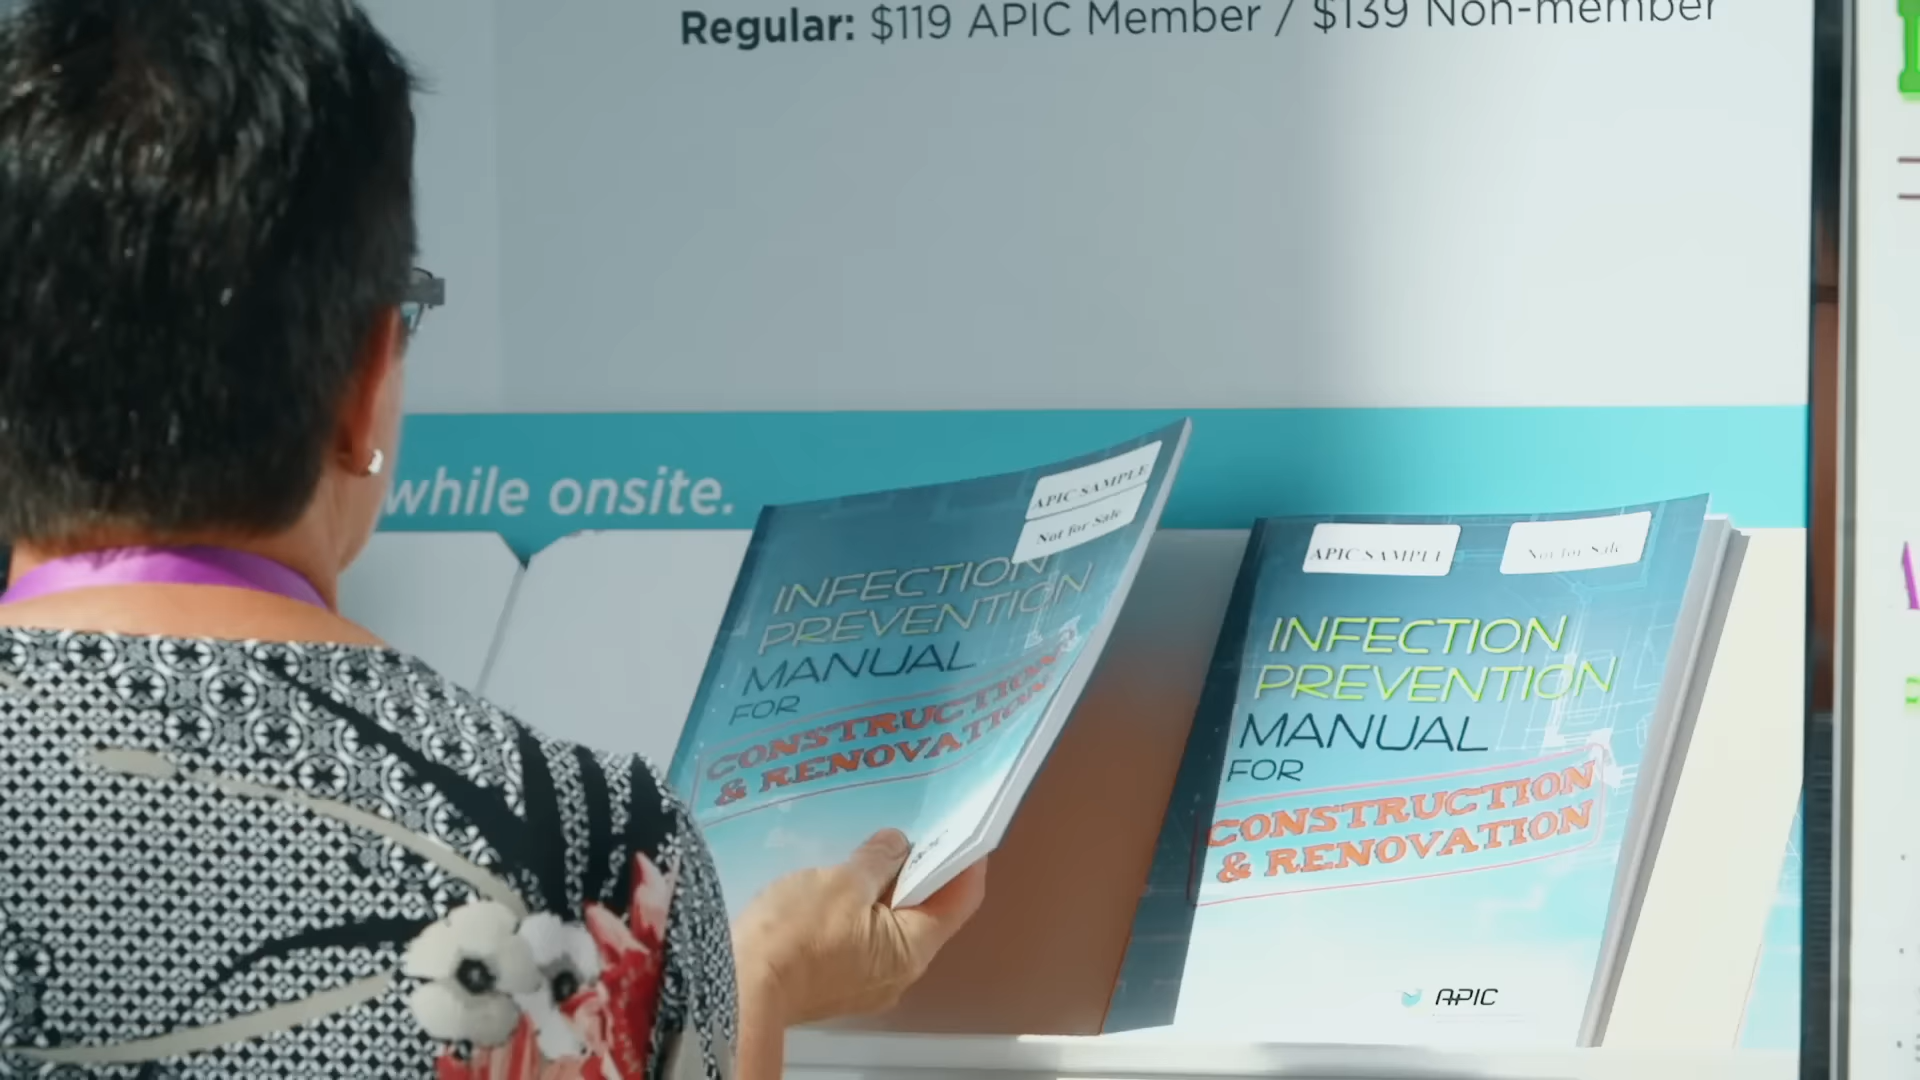 Regular: $119 APIC Member / $139 Non-member
while onsite.
APIC SAMPLE
Not for Sale
INFECTION
PREVENTION
MANUAL
FOR
CONSTRUCTION
& RENOVATION
APIC SAMPLE
Not for Sale
INFECTION
PREVENTION
MANUAL
FOR
CONSTRUCTION
& RENOVATION
APIC